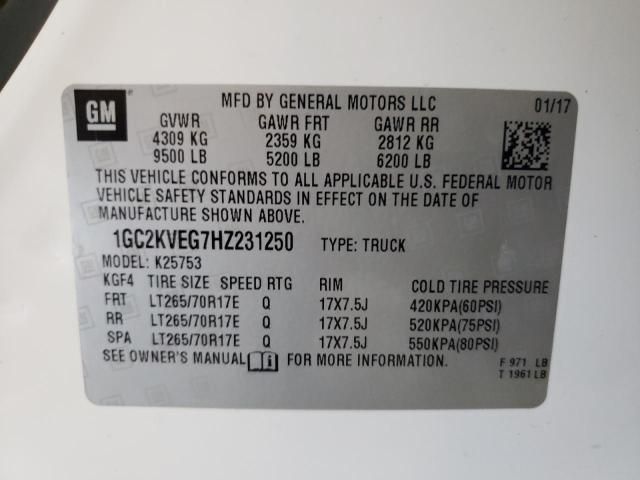 GM
MFD BY GENERAL MOTORS LLC 01/17
GVWR GAWR FRT GAWR RR
4309 KG 2359 KG 2812 KG
9500 LB 5200 LB 6200 LB
THIS VEHICLE CONFORMS TO ALL APPLICABLE U.S. FEDERAL MOTOR
VEHICLE SAFETY STANDARDS IN EFFECT ON THE DATE OF
MANUFACTURE SHOWN ABOVE.
1GC2KVEG7HZ231250 TYPE: TRUCK
MODEL: K25753
KGF4 TIRE SIZE SPEED RTG RIM COLD TIRE PRESSURE
FRT LT265/70R17E Q 17X7.5J 420KPA(60PSI)
RR LT265/70R17E Q 17X7.5J 520KPA(75PSI)
SPA LT265/70R17E Q 17X7.5J 550KPA(80PSI)
SEE OWNER'S MANUAL FOR MORE INFORMATION.
F 971 LB
T 1961 LB